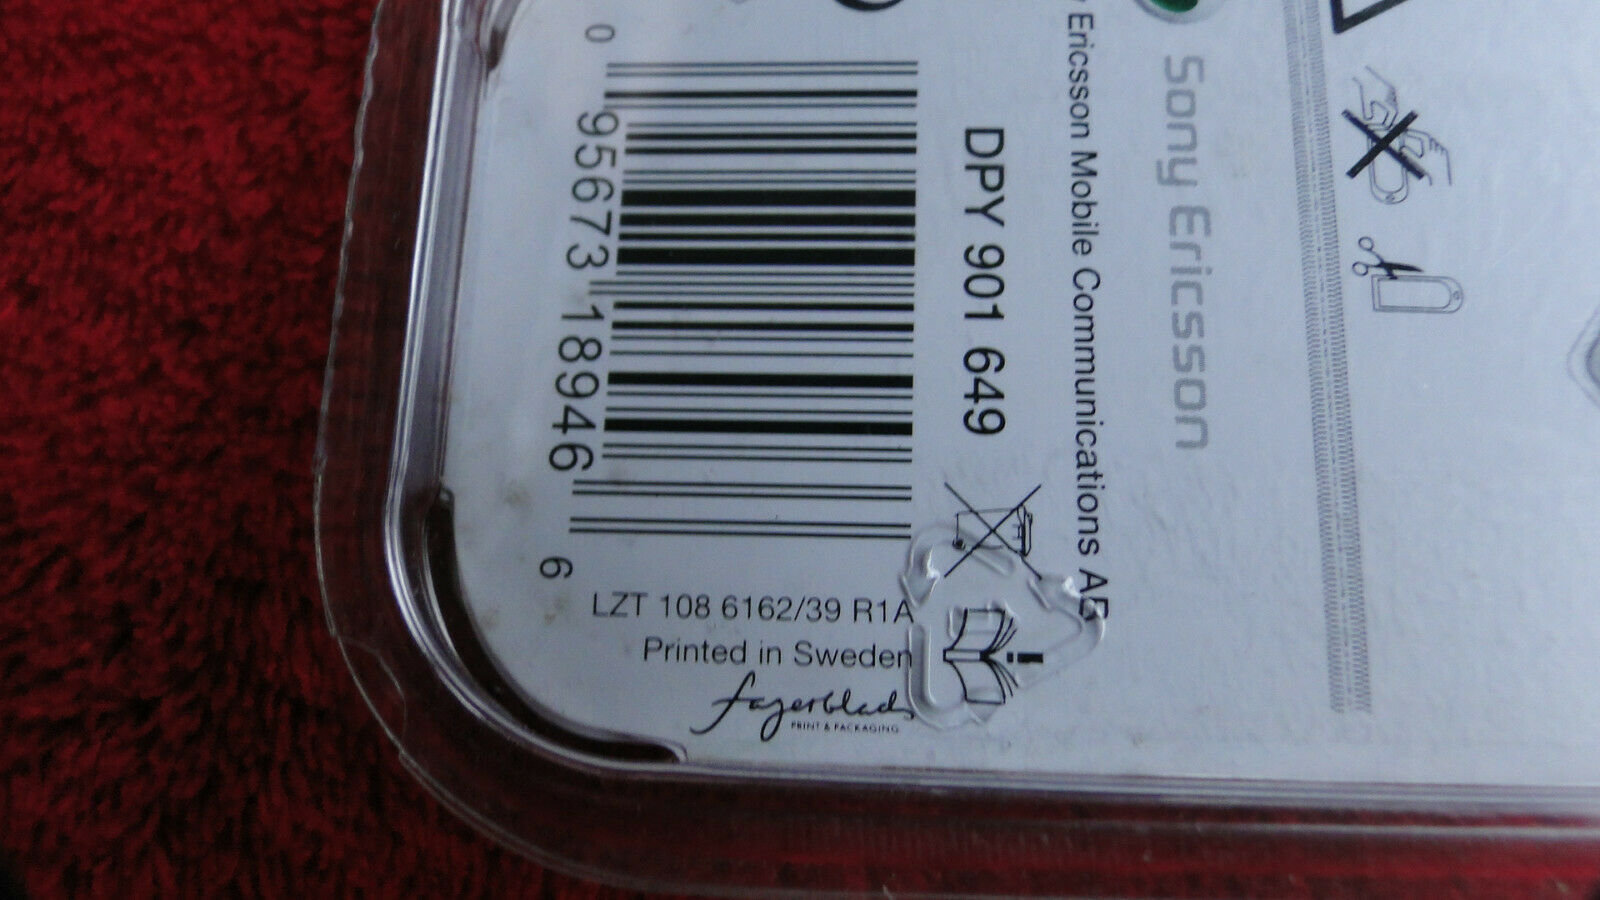 Sony Ericsson
Ericsson Mobile Communications AB
DPY 901 649
0 95673 18946 6
LZT 108 6162/39 R1A
Printed in Sweden
fagerblads
PRINT & PACKAGING